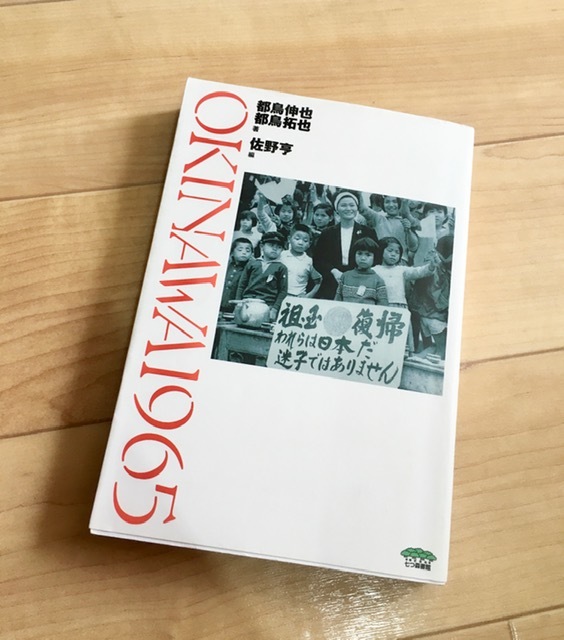 都鳥伸也
都鳥拓也
著
佐野亨
編
OKINAWA1965
祖国復帰
われらは日本だ
迷子ではありません
七つ森書館